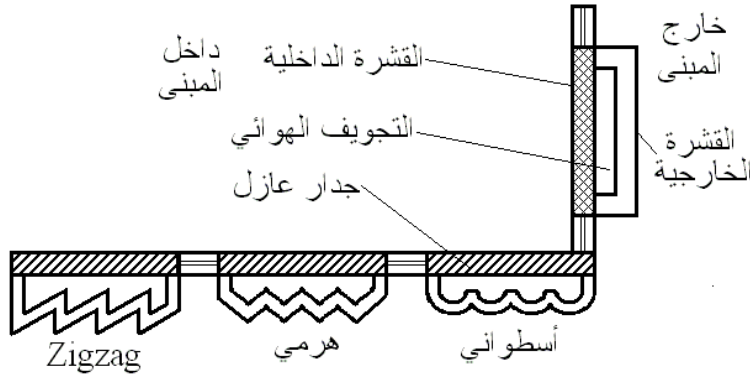 خارج
المبنى
القشرة الداخلية
داخل
المبنى
التجويف الهوائي
القشرة
الخارجية
جدار عازل
أسطواني
هرمي
Zigzag